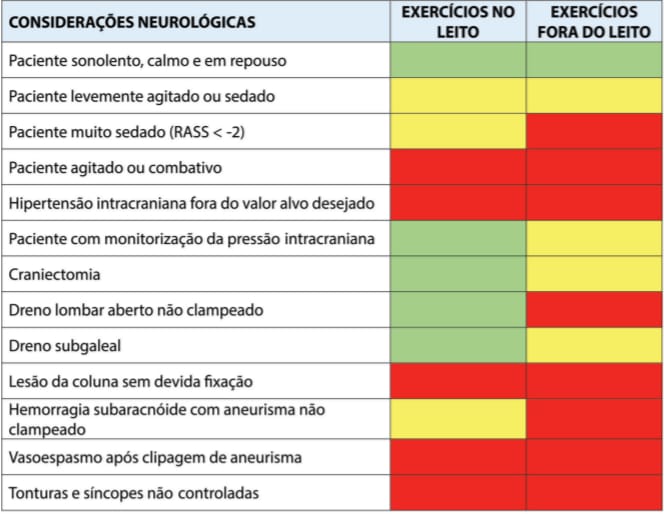 CONSIDERAÇÕES NEUROLÓGICAS
EXERCÍCIOS NO
LEITO
EXERCÍCIOS
FORA DO LEITO
Paciente sonolento, calmo e em repouso
Paciente levemente agitado ou sedado
Paciente muito sedado (RASS < -2)
Paciente agitado ou combativo
Hipertensão intracraniana fora do valor alvo desejado
Paciente com monitorização da pressão intracraniana
Craniectomia
Dreno lombar aberto não clampeado
Dreno subgaleal
Lesão da coluna sem devida fixação
Hemorragia subaracnóide com aneurisma não
clampeado
Vasoespasmo após clipagem de aneurisma
Tonturas e síncopes não controladas